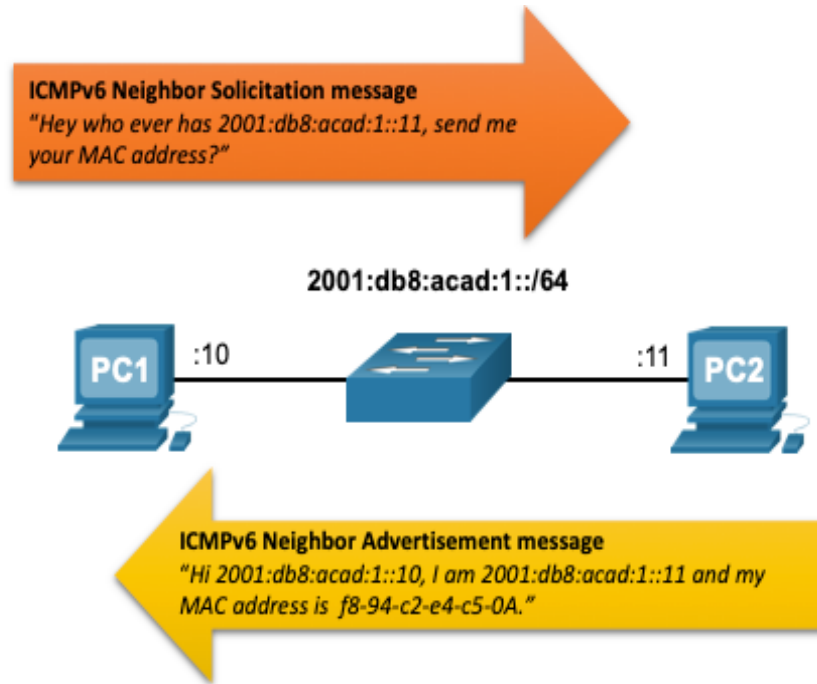 ICMPv6 Neighbor Solicitation message
“Hey who ever has 2001:db8:acad:1::11, send me
your MAC address?”
2001:db8:acad:1::/64
PC1
:10
:11
PC2
ICMPv6 Neighbor Advertisement message
“Hi 2001:db8:acad:1::10, I am 2001:db8:acad:1::11 and my
MAC address is f8-94-c2-e4-c5-0A.”